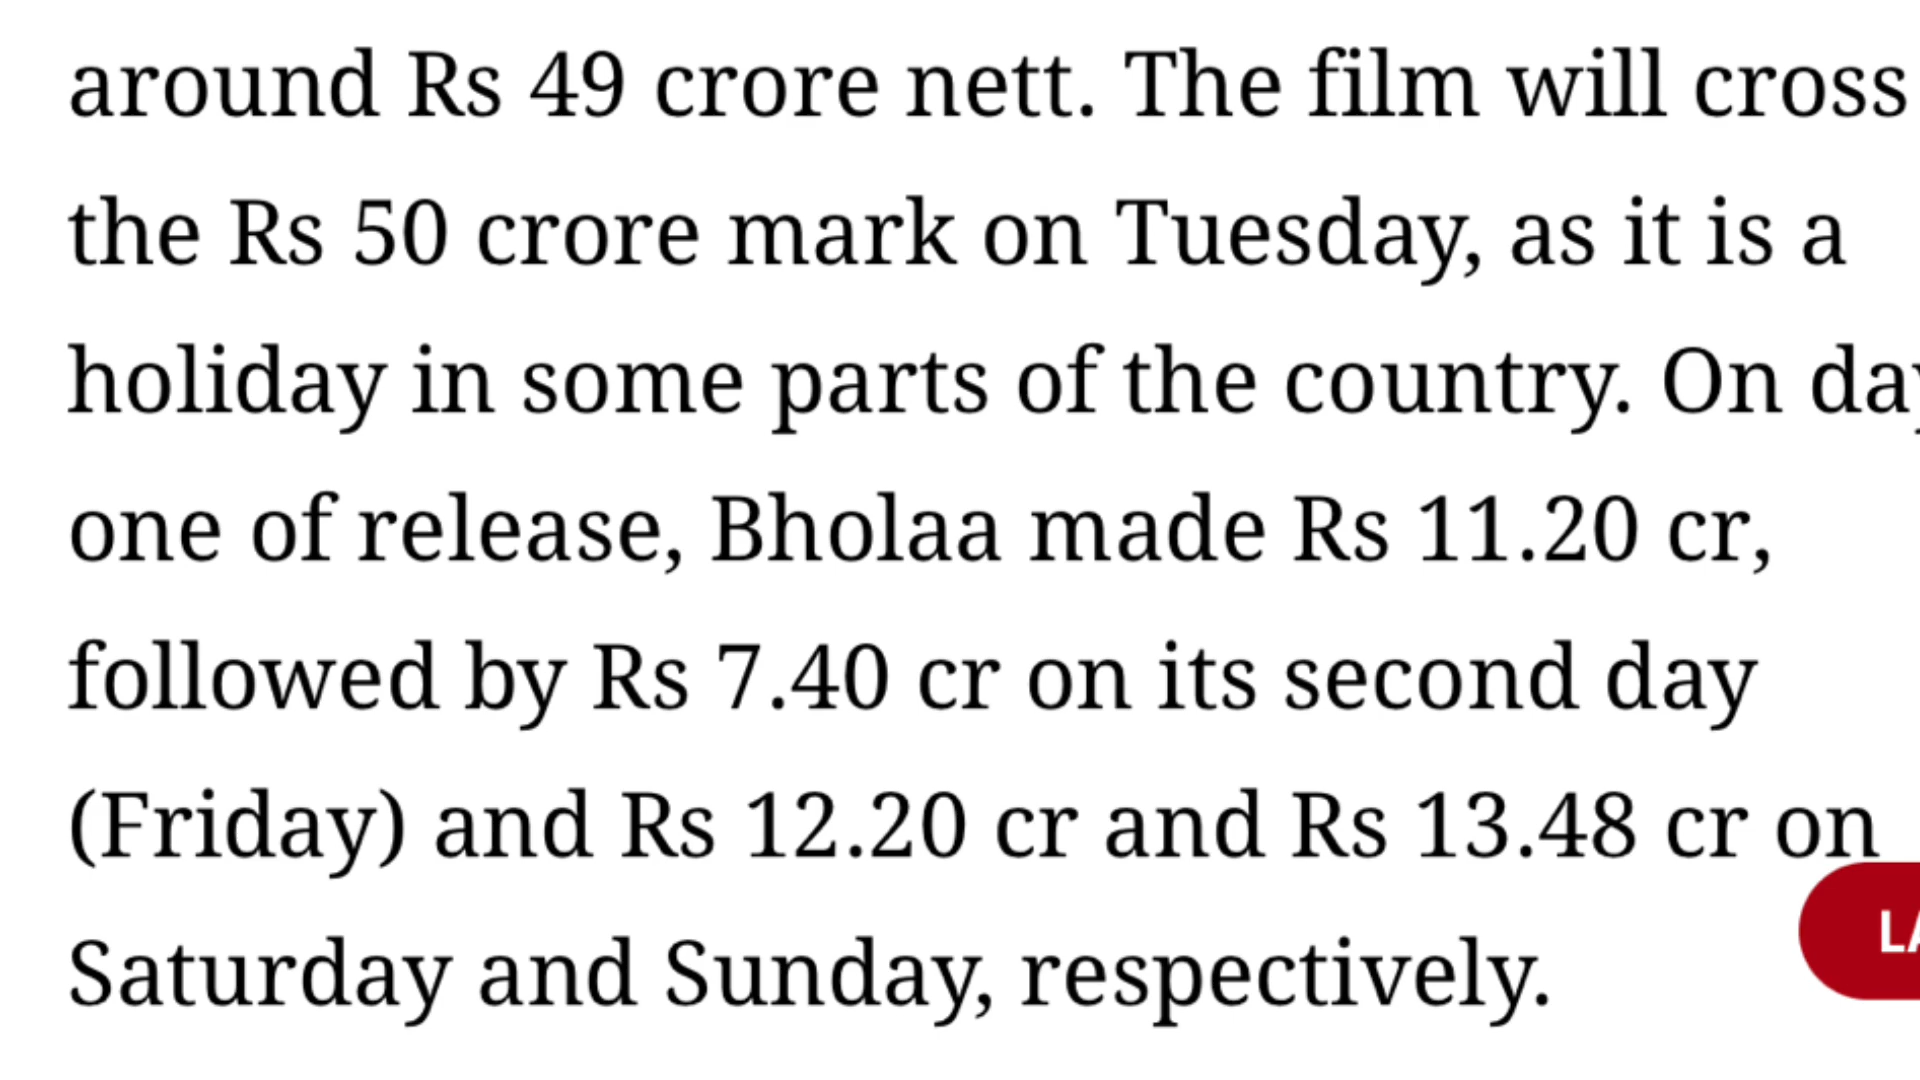 around Rs 49 crore nett. The film will cross
the Rs 50 crore mark on Tuesday, as it is a
holiday in some parts of the country. On day
one of release, Bholaa made Rs 11.20 cr,
followed by Rs 7.40 cr on its second day
(Friday) and Rs 12.20 cr and Rs 13.48 cr on
Saturday and Sunday, respectively.